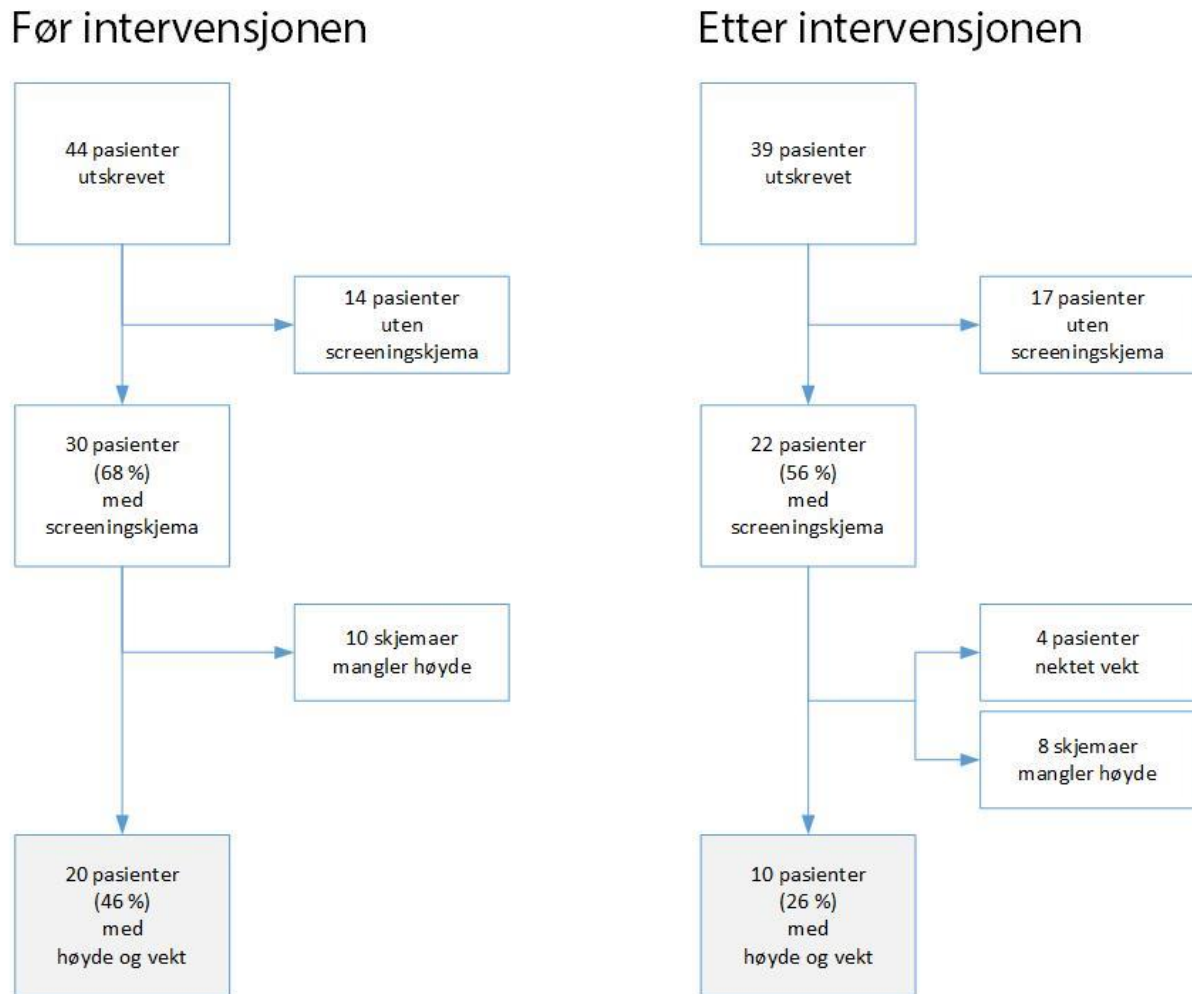 Før intervensjonen
44 pasienter
utskrevet
14 pasienter
uten
screeningskjema
30 pasienter
(68 %)
med
screeningskjema
10 skjemaer
mangler høyde
20 pasienter
(46 %)
med
høyde og vekt
Etter intervensjonen
39 pasienter
utskrevet
17 pasienter
uten
screeningskjema
22 pasienter
(56 %)
med
screeningskjema
4 pasienter
nektet vekt
8 skjemaer
mangler høyde
10 pasienter
(26 %)
med
høyde og vekt